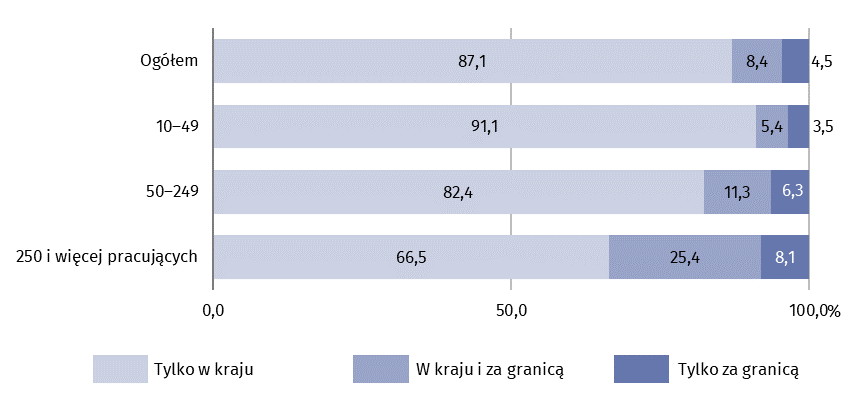 Ogółem 87,1 8,4 4,5
10–49 91,1 5,4 3,5
50–249 82,4 11,3 6,3
250 i więcej pracujących 66,5 25,4 8,1
0,0 50,0 100,0%
Tylko w kraju W kraju i za granicą Tylko za granicą